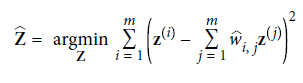 Ẑ = argmin_Z ∑_{i = 1}^{m} ( z^{(i)} − ∑_{j = 1}^{m} ŵ_{i, j} z^{(j)} )^2